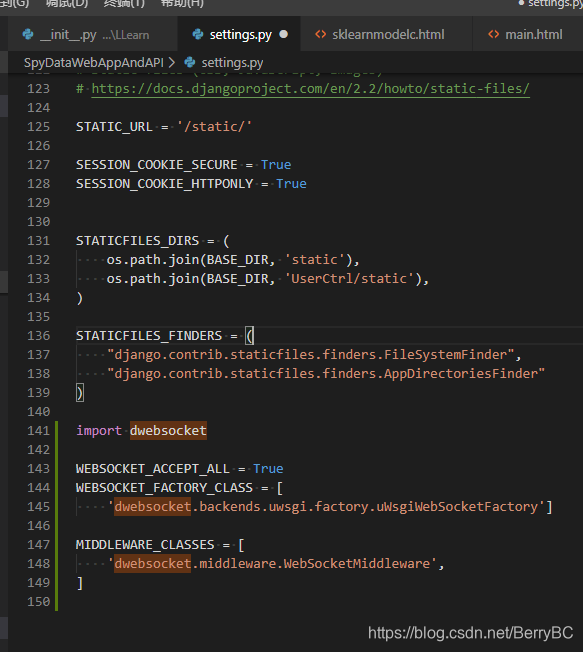 到(G) 调试(D) 终端(T) 帮助(H) ● settings.py
__init__.py ...\LLearn settings.py ● <> sklearnmodelc.html <> main.html
SpyDataWebAppAndAPI > settings.py
123 # https://docs.djangoproject.com/en/2.2/howto/static-files/
124
125 STATIC_URL = '/static/'
126
127 SESSION_COOKIE_SECURE = True
128 SESSION_COOKIE_HTTPONLY = True
129
130
131 STATICFILES_DIRS = (
132 ····os.path.join(BASE_DIR, 'static'),
133 ····os.path.join(BASE_DIR, 'UserCtrl/static'),
134 )
135
136 STATICFILES_FINDERS = (
137 ····"django.contrib.staticfiles.finders.FileSystemFinder",
138 ····"django.contrib.staticfiles.finders.AppDirectoriesFinder"
139 )
140
141 import dwebsocket
142
143 WEBSOCKET_ACCEPT_ALL = True
144 WEBSOCKET_FACTORY_CLASS = [
145 ····'dwebsocket.backends.uwsgi.factory.uWsgiWebSocketFactory']
146
147 MIDDLEWARE_CLASSES = [
148 ····'dwebsocket.middleware.WebSocketMiddleware',
149 ]
150
https://blog.csdn.net/BerryBC